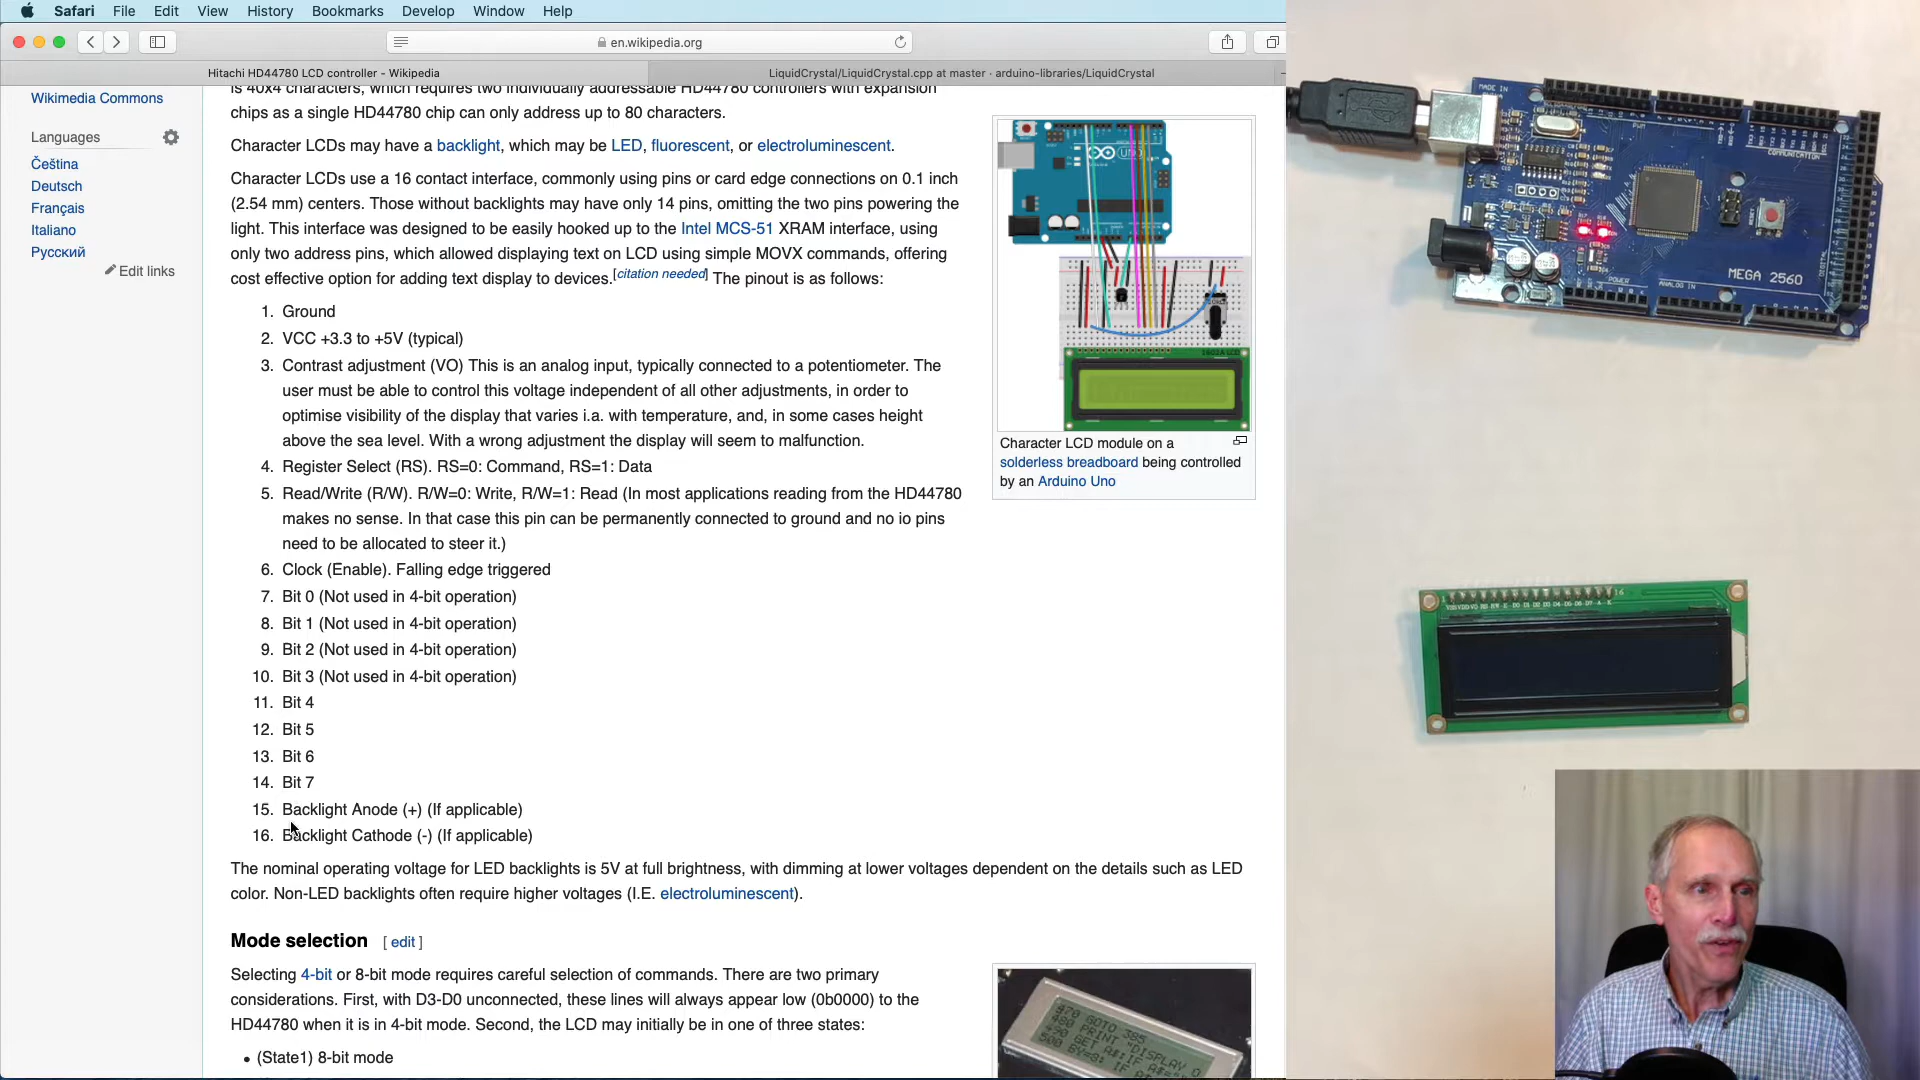 Safari File Edit View History Bookmarks Develop Window Help
en.wikipedia.org
Hitachi HD44780 LCD controller - Wikipedia
LiquidCrystal/LiquidCrystal.cpp at master · arduino-libraries/LiquidCrystal
Wikimedia Commons
Languages
Čeština
Deutsch
Français
Italiano
Русский
Edit links
is 40x4 characters, which requires two individually addressable HD44780 controllers with expansion
chips as a single HD44780 chip can only address up to 80 characters.
Character LCDs may have a backlight, which may be LED, fluorescent, or electroluminescent.
Character LCDs use a 16 contact interface, commonly using pins or card edge connections on 0.1 inch
(2.54 mm) centers. Those without backlights may have only 14 pins, omitting the two pins powering the
light. This interface was designed to be easily hooked up to the Intel MCS-51 XRAM interface, using
only two address pins, which allowed displaying text on LCD using simple MOVX commands, offering
cost effective option for adding text display to devices.[citation needed] The pinout is as follows:
1. Ground
2. VCC +3.3 to +5V (typical)
3. Contrast adjustment (VO) This is an analog input, typically connected to a potentiometer. The
user must be able to control this voltage independent of all other adjustments, in order to
optimise visibility of the display that varies i.a. with temperature, and, in some cases height
above the sea level. With a wrong adjustment the display will seem to malfunction.
4. Register Select (RS). RS=0: Command, RS=1: Data
5. Read/Write (R/W). R/W=0: Write, R/W=1: Read (In most applications reading from the HD44780
makes no sense. In that case this pin can be permanently connected to ground and no io pins
need to be allocated to steer it.)
6. Clock (Enable). Falling edge triggered
7. Bit 0 (Not used in 4-bit operation)
8. Bit 1 (Not used in 4-bit operation)
9. Bit 2 (Not used in 4-bit operation)
10. Bit 3 (Not used in 4-bit operation)
11. Bit 4
12. Bit 5
13. Bit 6
14. Bit 7
15. Backlight Anode (+) (If applicable)
16. Backlight Cathode (-) (If applicable)
The nominal operating voltage for LED backlights is 5V at full brightness, with dimming at lower voltages dependent on the details such as LED
color. Non-LED backlights often require higher voltages (I.E. electroluminescent).
Mode selection [ edit ]
Selecting 4-bit or 8-bit mode requires careful selection of commands. There are two primary
considerations. First, with D3-D0 unconnected, these lines will always appear low (0b0000) to the
HD44780 when it is in 4-bit mode. Second, the LCD may initially be in one of three states:
• (State1) 8-bit mode
Character LCD module on a
solderless breadboard being controlled
by an Arduino Uno
MADE IN
PWM
COMMUNICATION
MEGA 2560
POWER
ANALOG IN